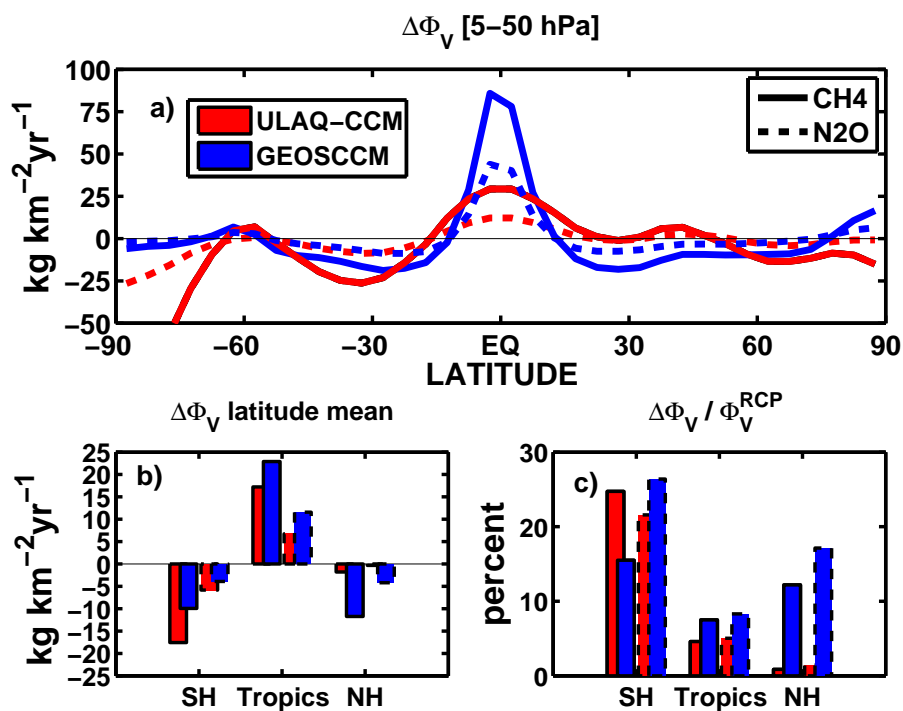 ΔΦV [5−50 hPa]
a)
ULAQ−CCM
GEOSCCM
CH4
N2O
kg km−2yr−1
100
75
50
25
0
−25
−50
−90 −60 −30 EQ 30 60 90
LATITUDE
ΔΦV latitude mean
b)
kg km−2yr−1
25
20
15
10
5
0
−5
−10
−15
−20
−25
SH Tropics NH
ΔΦV / ΦVRCP
c)
percent
30
20
10
0
SH Tropics NH